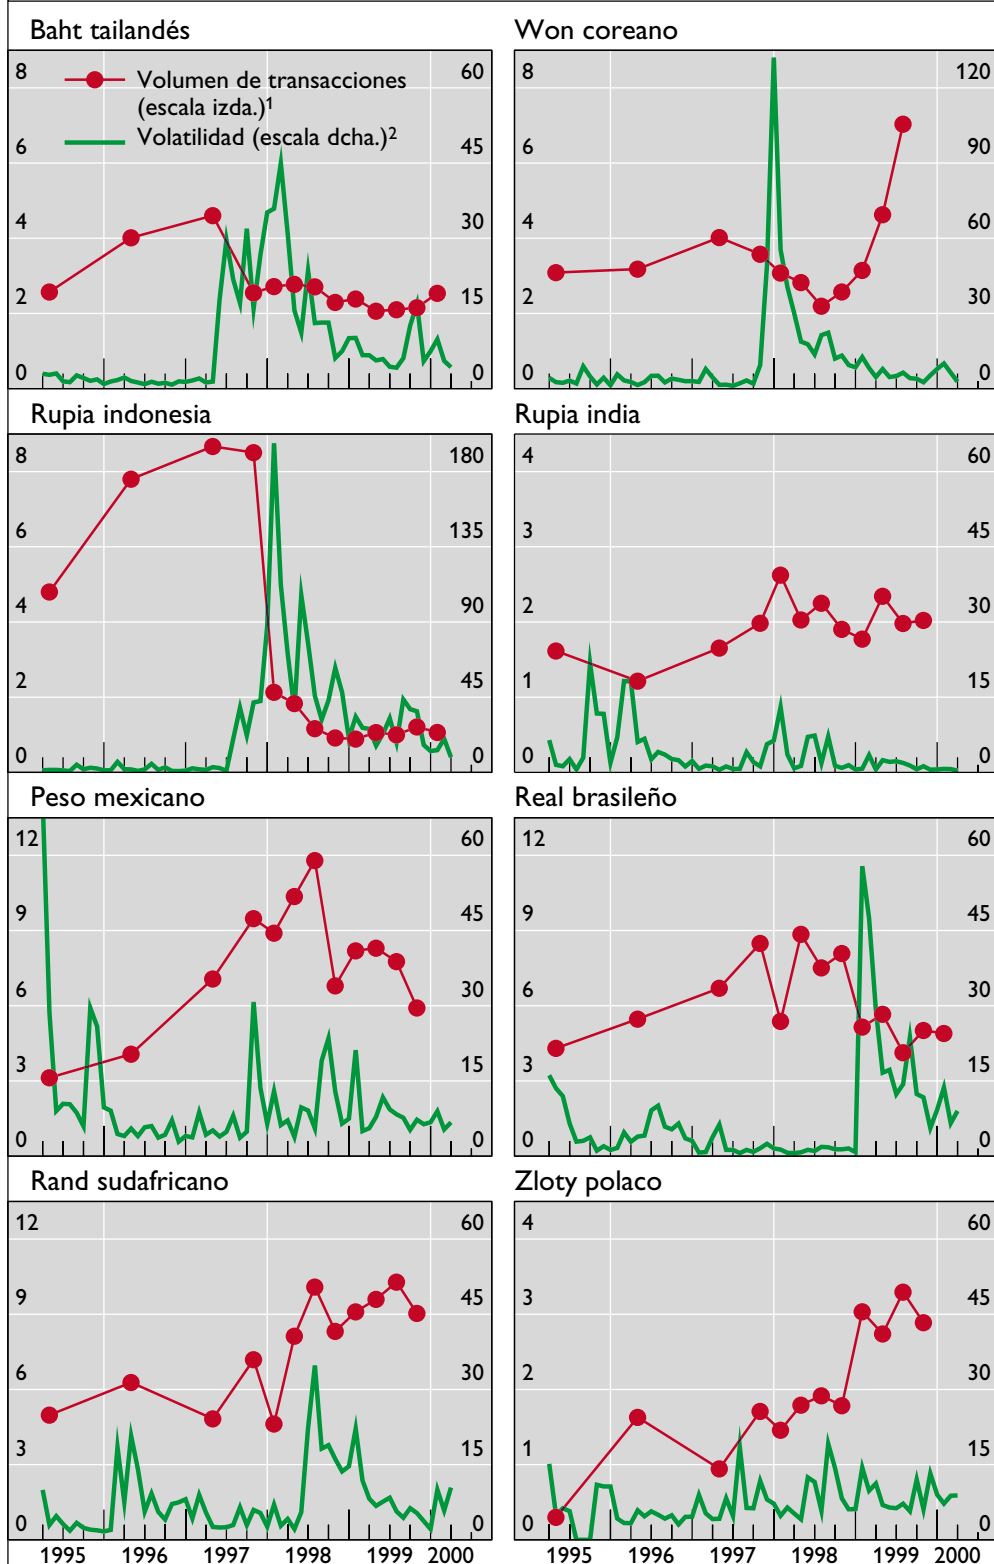 Baht tailandés
Won coreano
8 60 8 120
Volumen de transacciones
(escala izda.)1
Volatilidad (escala dcha.)2
6 45 6 90
4 30 4 60
2 15 2 30
0 0 0 0
Rupia indonesia
Rupia india
8 180 4 60
6 135 3 45
4 90 2 30
2 45 1 15
0 0 0 0
Peso mexicano
Real brasileño
12 60 12 60
9 45 9 45
6 30 6 30
3 15 3 15
0 0 0 0
Rand sudafricano
Zloty polaco
12 60 4 60
9 45 3 45
6 30 2 30
3 15 1 15
0 0 0 0
1995 1996 1997 1998 1999 2000 1995 1996 1997 1998 1999 2000